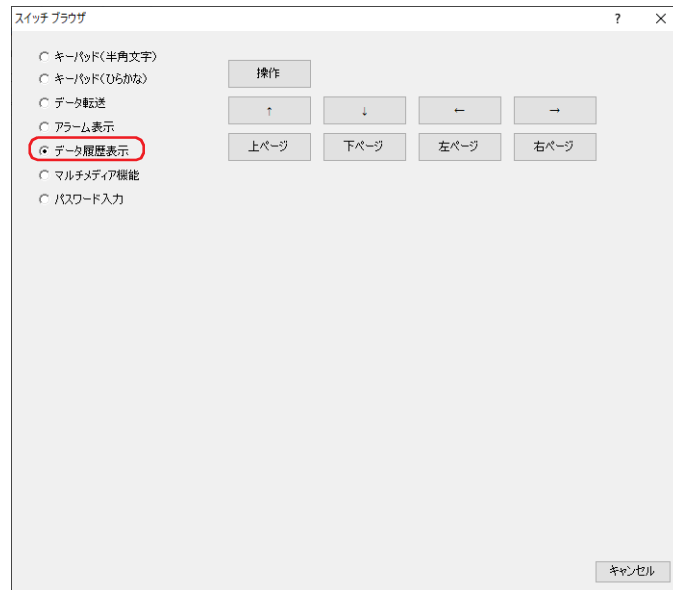 スイッチ ブラウザ
? ×
キーパッド(半角文字)
キーパッド(ひらかな)
データ転送
アラーム表示
データ履歴表示
マルチメディア機能
パスワード入力
操作
↑ ↓ ← →
上ページ 下ページ 左ページ 右ページ
キャンセル